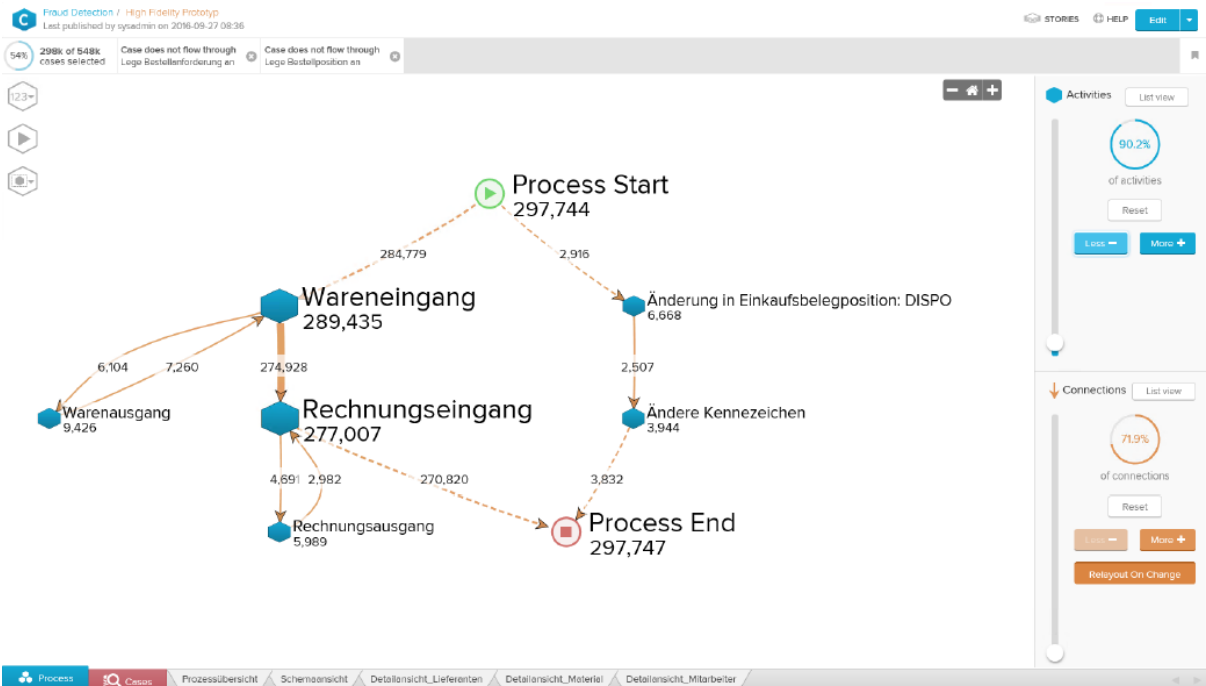 C
Fraud Detection / High Fidelity Prototyp
Last published by sysadmin on 2016-09-27 08:36
STORIES
HELP
Edit
54%
298k of 548k
cases selected
Case does not flow through
Lege Bestellanforderung an
Case does not flow through
Lege Bestellposition an
123
Process Start
297,744
284,779
2,916
Wareneingang
289,435
Änderung in Einkaufsbelegposition: DISPO
6,668
6,104
7,260
274,928
2,507
Warenausgang
9,426
Rechnungseingang
277,007
Ändere Kennezeichen
3,944
4,691
2,982
270,820
3,832
Rechnungsausgang
5,989
Process End
297,747
Activities
List view
90.2%
of activities
Reset
Less
More
Connections
List view
71.9%
of connections
Reset
Less
More
Relayout On Change
Process
Cases
Prozessübersicht
Schemaansicht
Detailansicht_Lieferanten
Detailansicht_Material
Detailansicht_Mitarbeiter